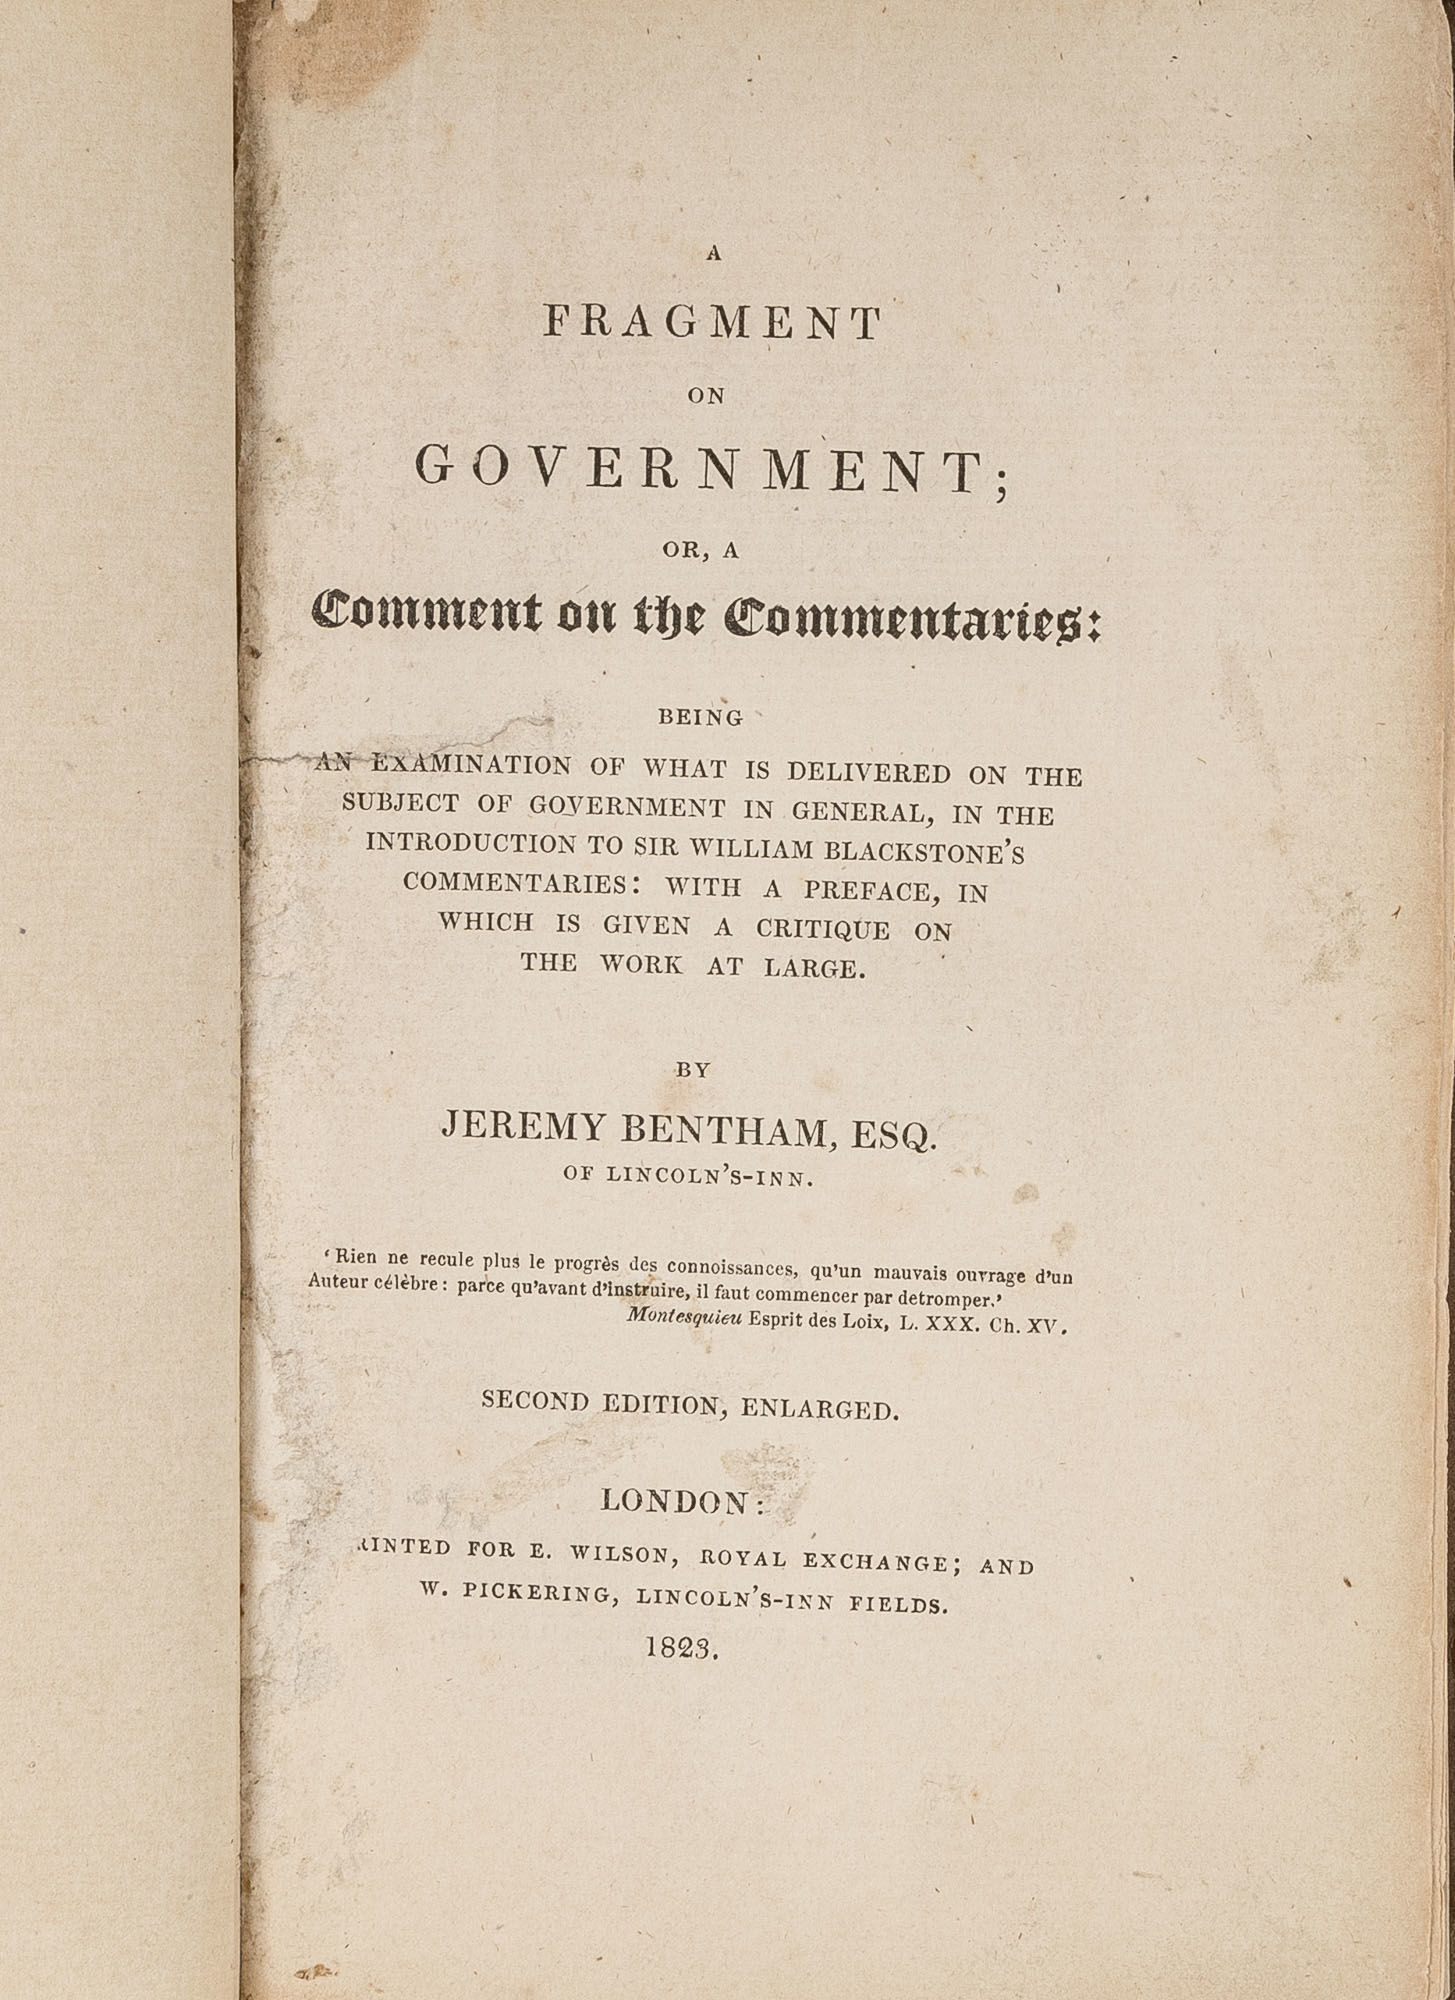 A
FRAGMENT
ON
GOVERNMENT;
OR, A
Comment on the Commentaries:
BEING
AN EXAMINATION OF WHAT IS DELIVERED ON THE
SUBJECT OF GOVERNMENT IN GENERAL, IN THE
INTRODUCTION TO SIR WILLIAM BLACKSTONE'S
COMMENTARIES: WITH A PREFACE, IN
WHICH IS GIVEN A CRITIQUE ON
THE WORK AT LARGE.
BY
JEREMY BENTHAM, ESQ.
OF LINCOLN'S-INN.
‘Rien ne recule plus le progrès des connoissances, qu'un mauvais ouvrage d'un
Auteur célèbre: parce qu'avant d'instruire, il faut commencer par detromper.’
Montesquieu Esprit des Loix, L. XXX. Ch. XV.
SECOND EDITION, ENLARGED.
LONDON:
RINTED FOR E. WILSON, ROYAL EXCHANGE; AND
W. PICKERING, LINCOLN'S-INN FIELDS.
1823.